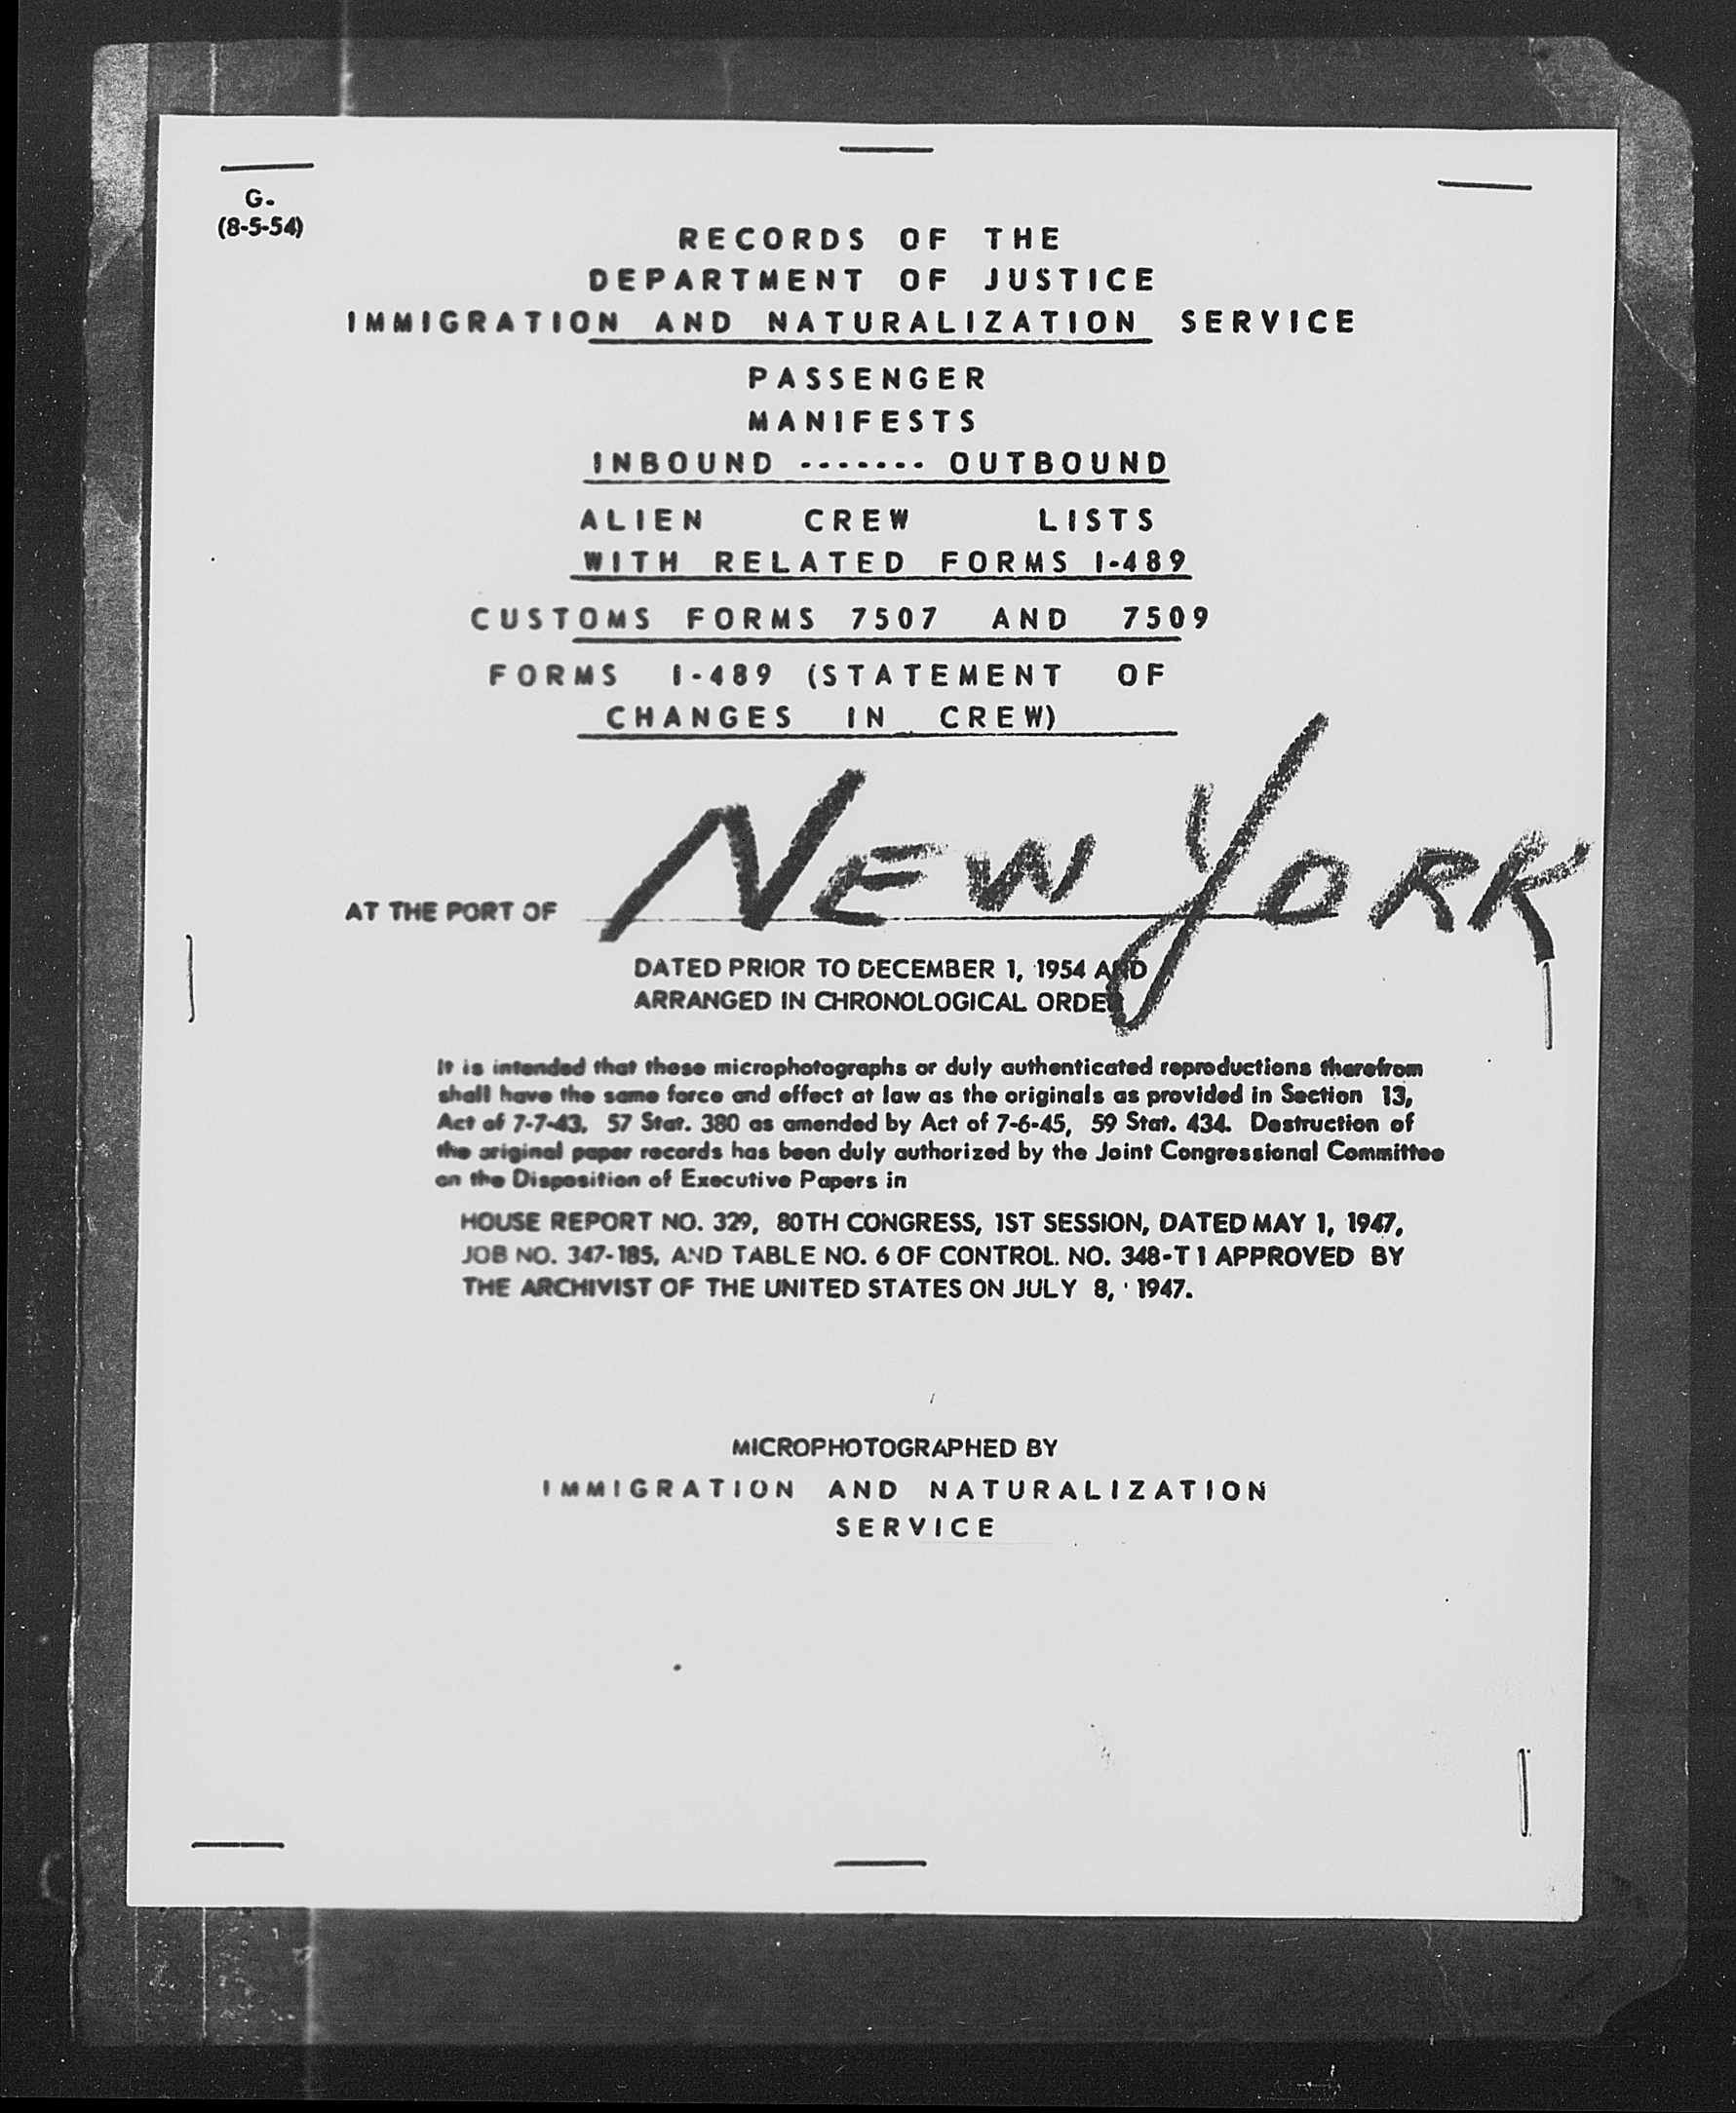 G.
(8-5-54)
RECORDS OF THE
DEPARTMENT OF JUSTICE
IMMIGRATION AND NATURALIZATION SERVICE
PASSENGER
MANIFESTS
INBOUND ------- OUTBOUND
ALIEN CREW LISTS
WITH RELATED FORMS I-489
CUSTOMS FORMS 7507 AND 7509
FORMS I-489 (STATEMENT OF
CHANGES IN CREW)
AT THE PORT OF NEW YORK
DATED PRIOR TO DECEMBER 1, 1954 AND
ARRANGED IN CHRONOLOGICAL ORDER
It is intended that these microphotographs or duly authenticated reproductions therefrom
shall have the same force and effect at law as the originals as provided in Section 13,
Act of 7-7-43, 57 Stat. 380 as amended by Act of 7-6-45, 59 Stat. 434. Destruction of
the original paper records has been duly authorized by the Joint Congressional Committee
on the Disposition of Executive Papers in
HOUSE REPORT NO. 329, 80TH CONGRESS, 1ST SESSION, DATED MAY 1, 1947,
JOB NO. 347-185, AND TABLE NO. 6 OF CONTROL. NO. 348-T1 APPROVED BY
THE ARCHIVIST OF THE UNITED STATES ON JULY 8, 1947.
MICROPHOTOGRAPHED BY
IMMIGRATION AND NATURALIZATION
SERVICE